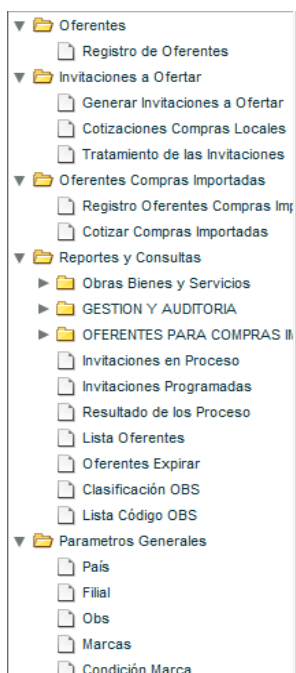 Oferentes
Registro de Oferentes
Invitaciones a Ofertar
Generar Invitaciones a Ofertar
Cotizaciones Compras Locales
Tratamiento de las Invitaciones
Oferentes Compras Importadas
Registro Oferentes Compras Imp
Cotizar Compras Importadas
Reportes y Consultas
Obras Bienes y Servicios
GESTION Y AUDITORIA
OFERENTES PARA COMPRAS
Invitaciones en Proceso
Invitaciones Programadas
Resultado de los Proceso
Lista Oferentes
Oferentes Expirar
Clasificación OBS
Lista Código OBS
Parametros Generales
País
Filial
Obs
Marcas
Condición Marca